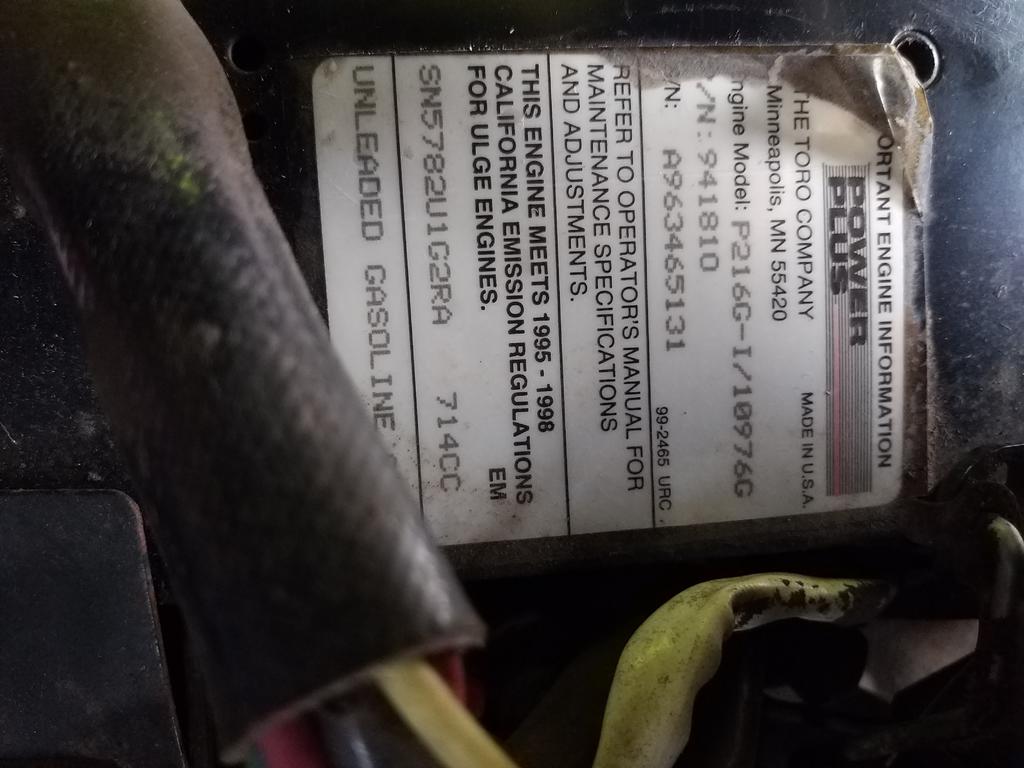 ORTANT ENGINE INFORMATION
POWER
PLUS
THE TORO COMPANY MADE IN U.S.A.
Minneapolis, MN 55420
ngine Model: P216G-I/10976G
/N: 941810
/N: A963465131
99-2465 URC
REFER TO OPERATOR'S MANUAL FOR
MAINTENANCE SPECIFICATIONS
AND ADJUSTMENTS.
THIS ENGINE MEETS 1995 - 1998
CALIFORNIA EMISSION REGULATIONS
FOR ULGE ENGINES. EM
SN5782U1G2RA 714CC
UNLEADED GASOLINE